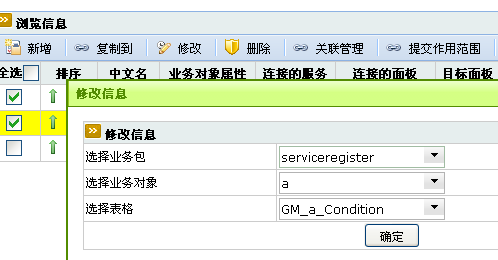 浏览信息
新增 复制到 修改 删除 关联管理 提交作用范围
全选 排序 中文名 业务对象属性 连接的服务 连接的面板 目标面板
修改信息
修改信息
选择业务包 serviceregister
选择业务对象 a
选择表格 GM_a_Condition
确定